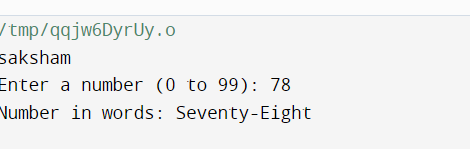 /tmp/qqjw6DyrUy.o
saksham
Enter a number (0 to 99): 78
Number in words: Seventy-Eight